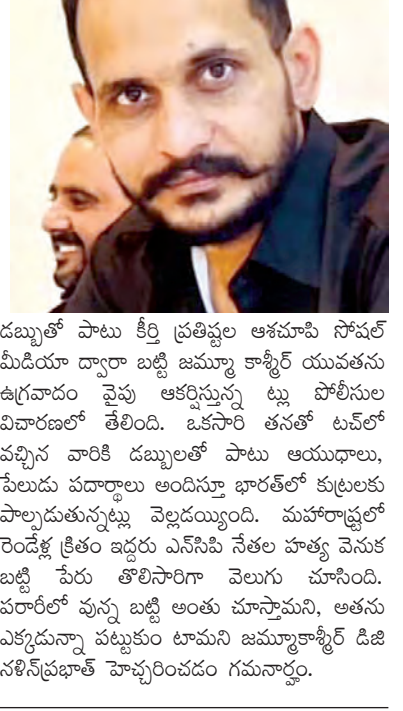 డబ్బుతో పాటు కీర్తి ప్రతిష్టల ఆశచూపి సోషల్
మీడియా ద్వారా బట్టి జమ్మూ కాశ్మీర్ యువతను
ఉగ్రవాదం వైపు ఆకర్షిస్తున్న ట్లు పోలీసుల
విచారణలో తేలింది. ఒకసారి తనతో టచ్‌లో
వచ్చిన వారికి డబ్బులతో పాటు ఆయుధాలు,
పేలుడు పదార్థాలు అందిస్తూ భారత్‌లో కుట్రలకు
పాల్పడుతున్నట్లు వెల్లడయ్యింది. మహారాష్ట్రలో
రెండేళ్ల క్రితం ఇద్దరు ఎన్‌సిపి నేతల హత్య వెనుక
బట్టి పేరు తొలిసారిగా వెలుగు చూసింది.
పరారీలో వున్న బట్టి అంతు చూస్తామని, అతను
ఎక్కడున్నా పట్టుకుం టామని జమ్మూకాశ్మీర్ డిజి
నళిన్‌ప్రభాత్ హెచ్చరించడం గమనార్హం.